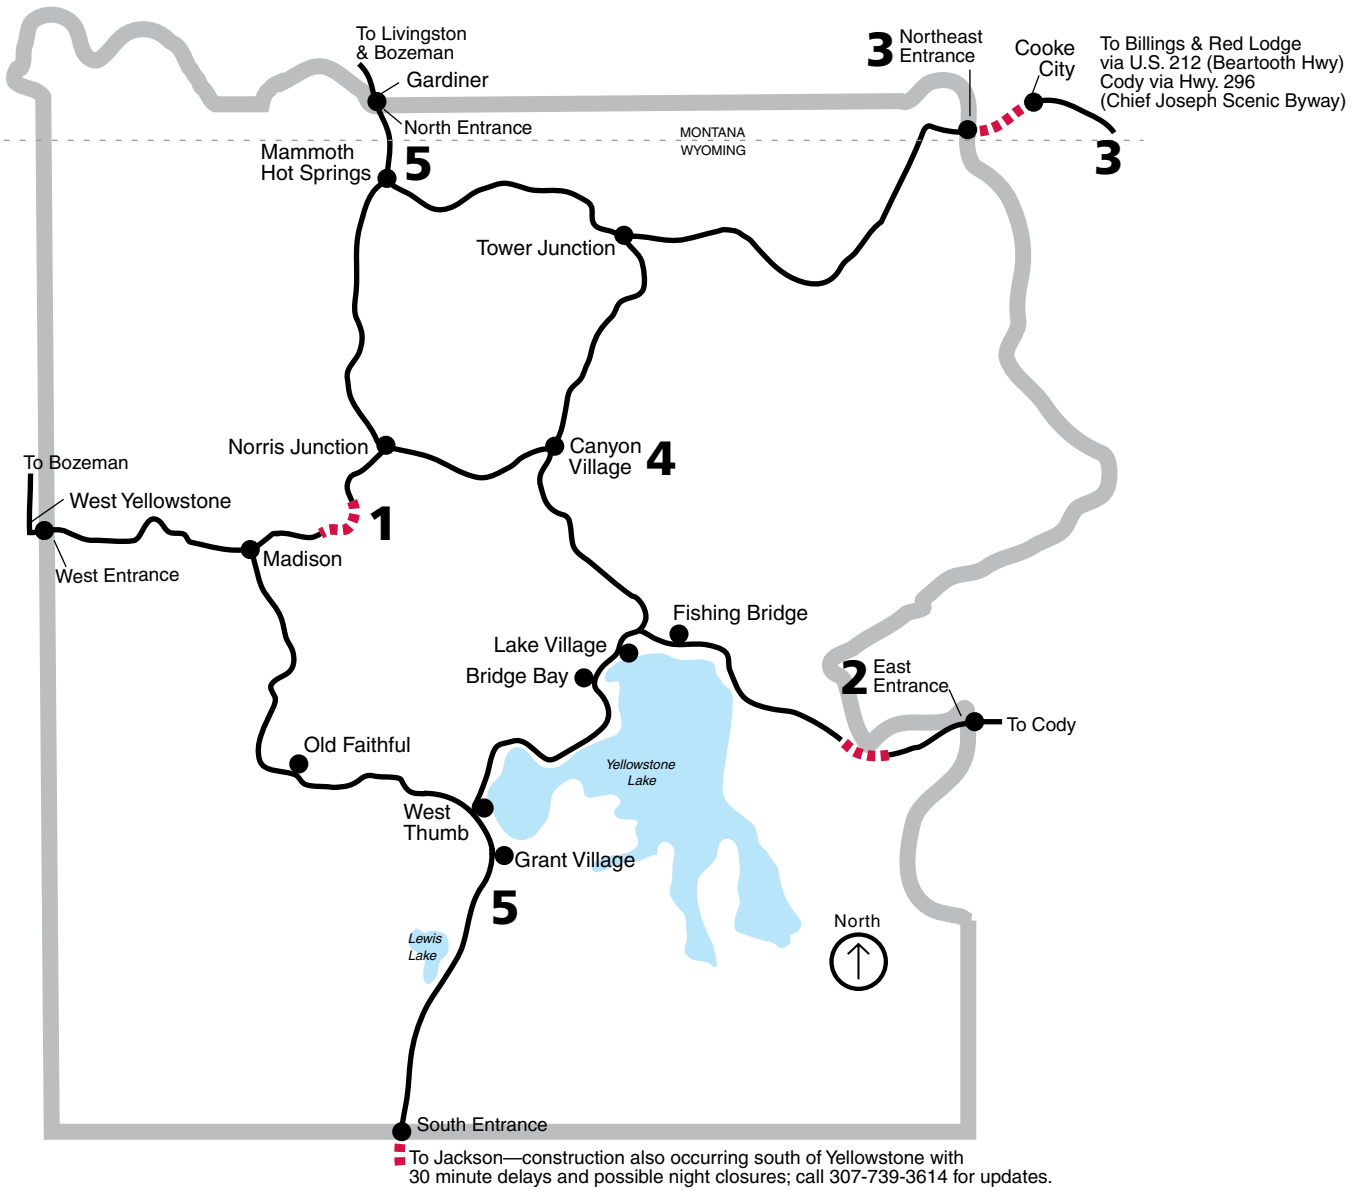 To Livingston
& Bozeman
Gardiner
North Entrance
3
Northeast
Entrance
Cooke
City
To Billings & Red Lodge
via U.S. 212 (Beartooth Hwy)
Cody via Hwy. 296
(Chief Joseph Scenic Byway)
MONTANA
WYOMING
3
Mammoth
Hot Springs
5
Tower Junction
Norris Junction
Canyon
Village
4
To Bozeman
West Yellowstone
1
Madison
West Entrance
Fishing Bridge
Lake Village
Bridge Bay
2
East
Entrance
To Cody
Old Faithful
Yellowstone
Lake
West
Thumb
Grant Village
5
Lewis
Lake
North
South Entrance
To Jackson—construction also occurring south of Yellowstone with
30 minute delays and possible night closures; call 307-739-3614 for updates.